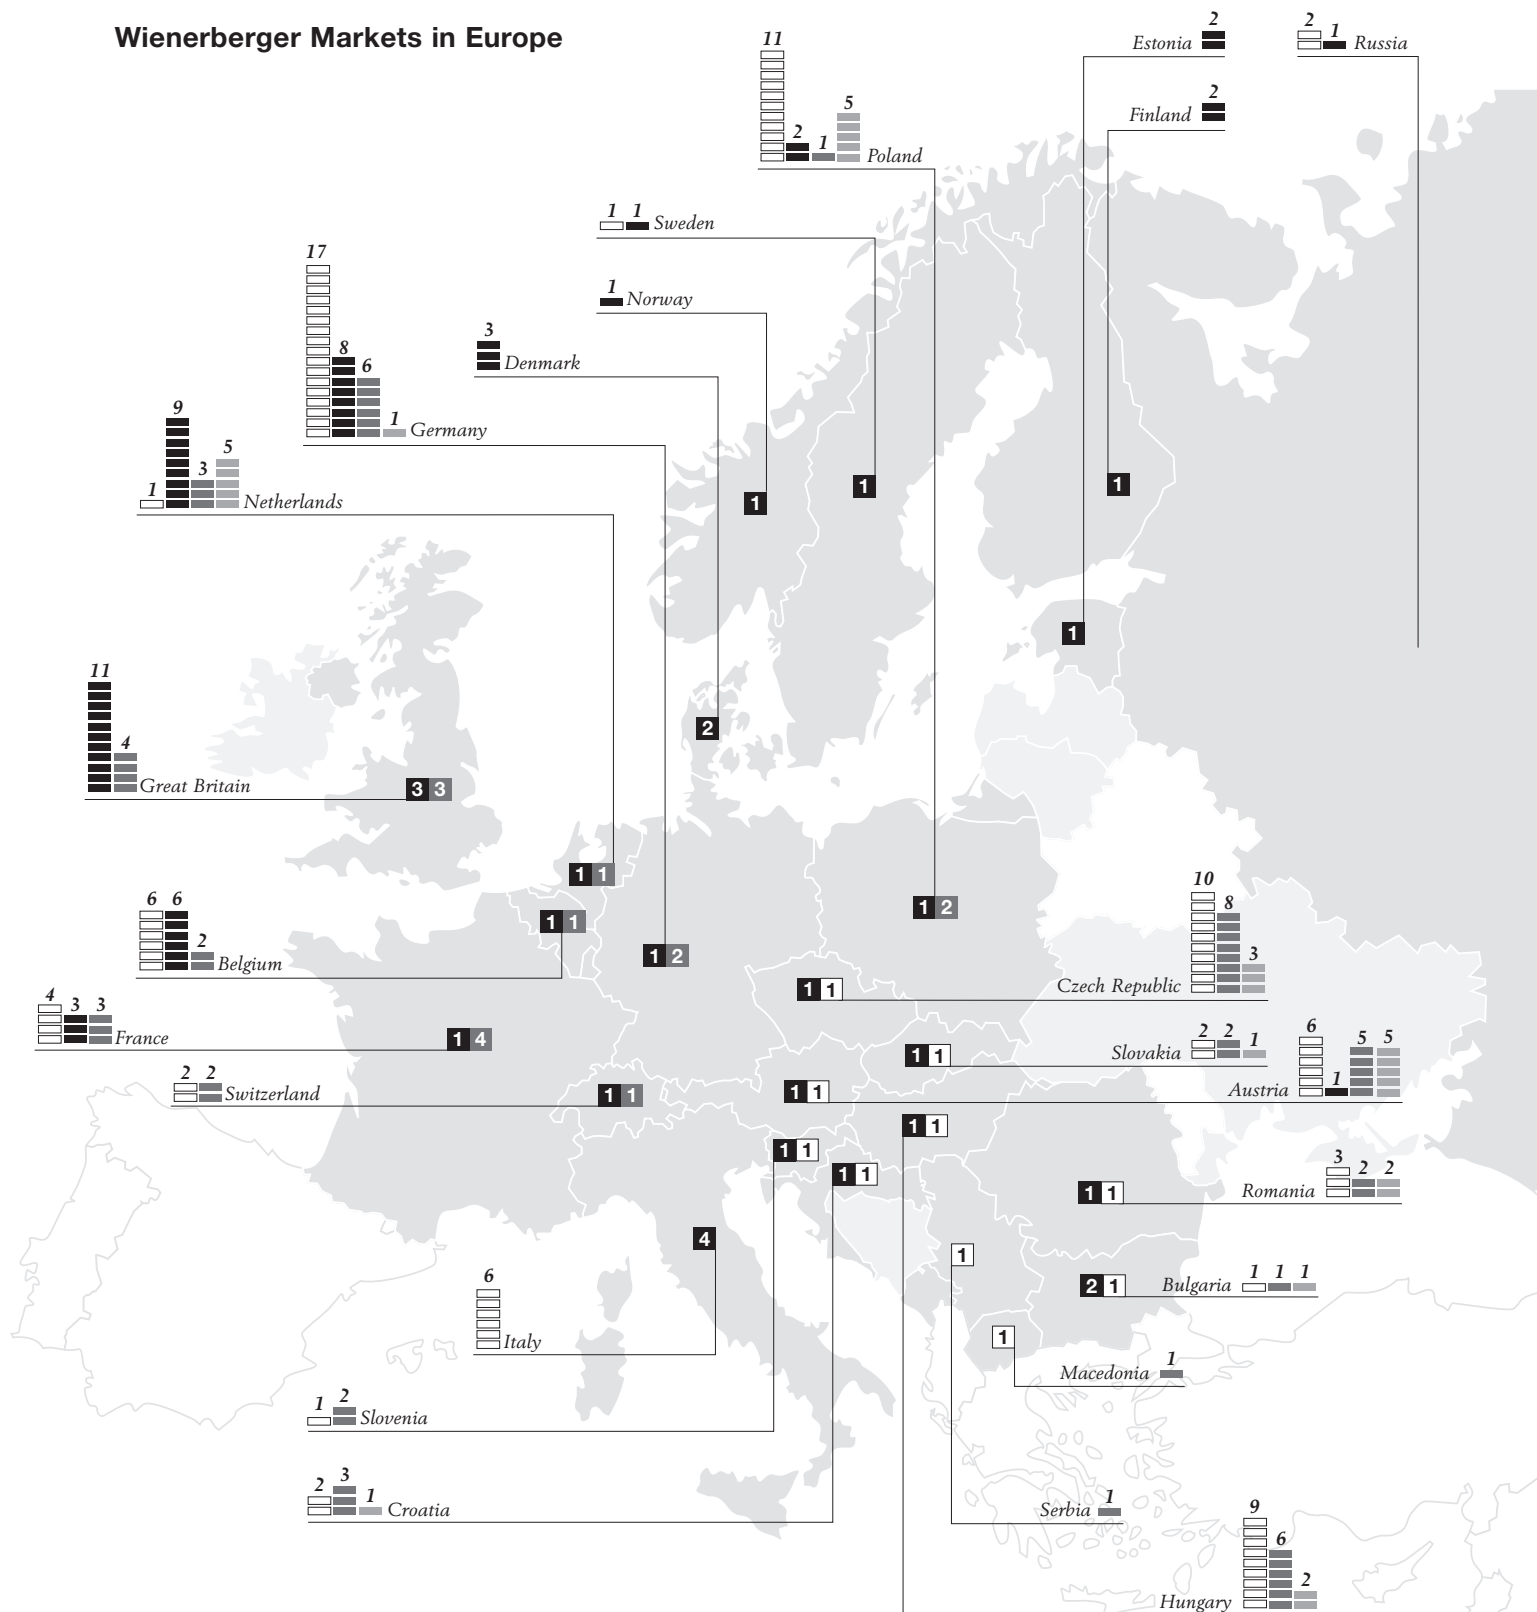 Wienerberger Markets in Europe
2
Estonia
2 1
Russia
2
Finland
11 2 1 5
Poland
1 1
Sweden
1
Norway
3
Denmark
17 8 6 1
Germany
1 9 3 5
Netherlands
11 4
Great Britain
6 6 2
Belgium
4 3 3
France
2 2
Switzerland
10 8 3
Czech Republic
2 2 1
Slovakia
6 1 5 5
Austria
3 2 2
Romania
1 1 1
Bulgaria
1
Macedonia
6
Italy
1 2
Slovenia
2 3 1
Croatia
1
Serbia
9 6 2
Hungary
1
1
1
1
2
3 3
1 1
1 1
1 2
1 2
1 1
1 1
1 4
1 1
1 1
1 1
1 1
1 1
1 1
4
1
2 1
1